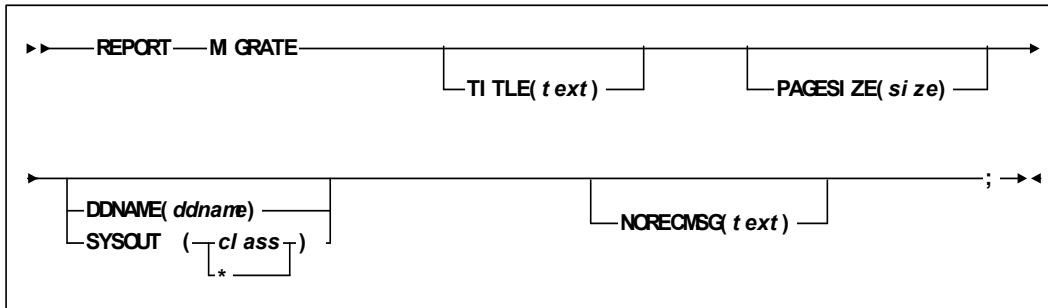 REPORT MIGRATE
TITLE(text) PAGESIZE(size)
;
DDNAME(ddname) NORECMSG(text)
SYSOUT (class)
*